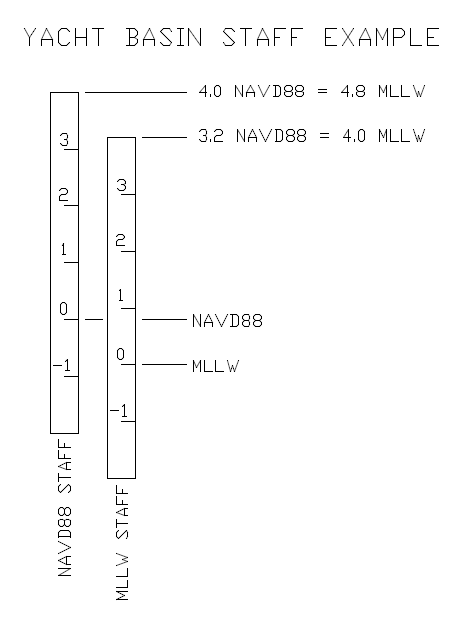 YACHT BASIN STAFF EXAMPLE
4.0 NAVD88 = 4.8 MLLW
3.2 NAVD88 = 4.0 MLLW
3
2
1
0
-1
3
2
1
0
-1
NAVD88
MLLW
NAVD88 STAFF
MLLW STAFF